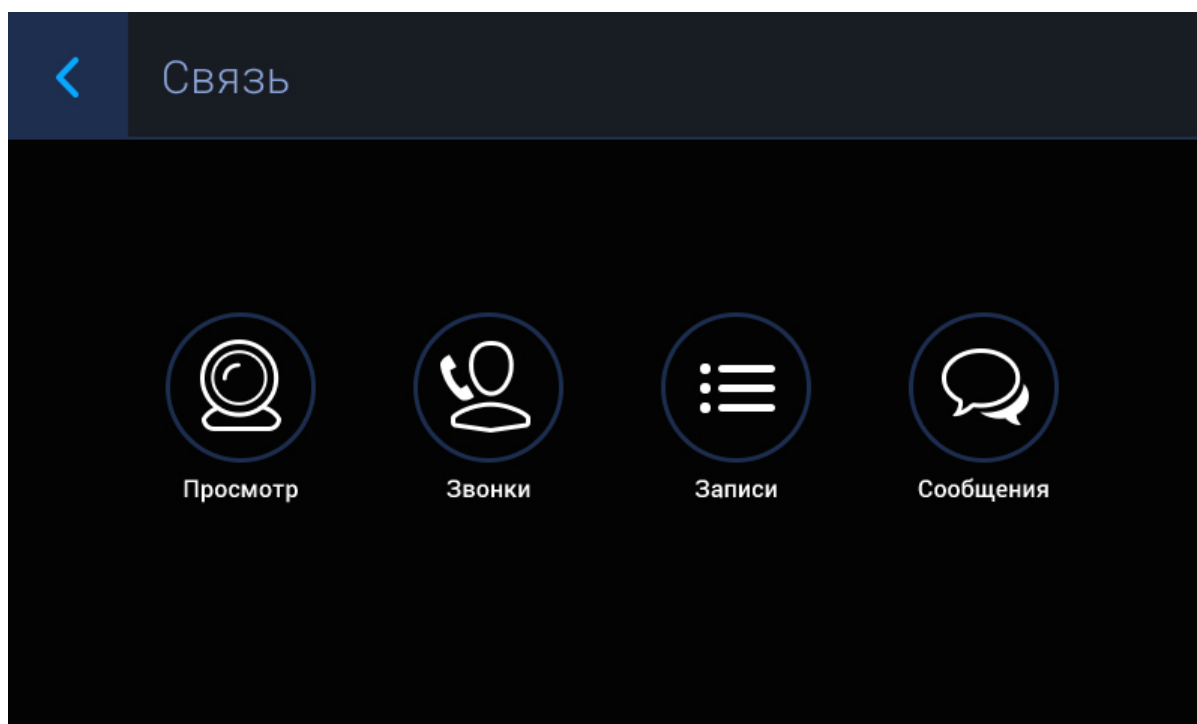 Связь
Просмотр
Звонки
Записи
Сообщения